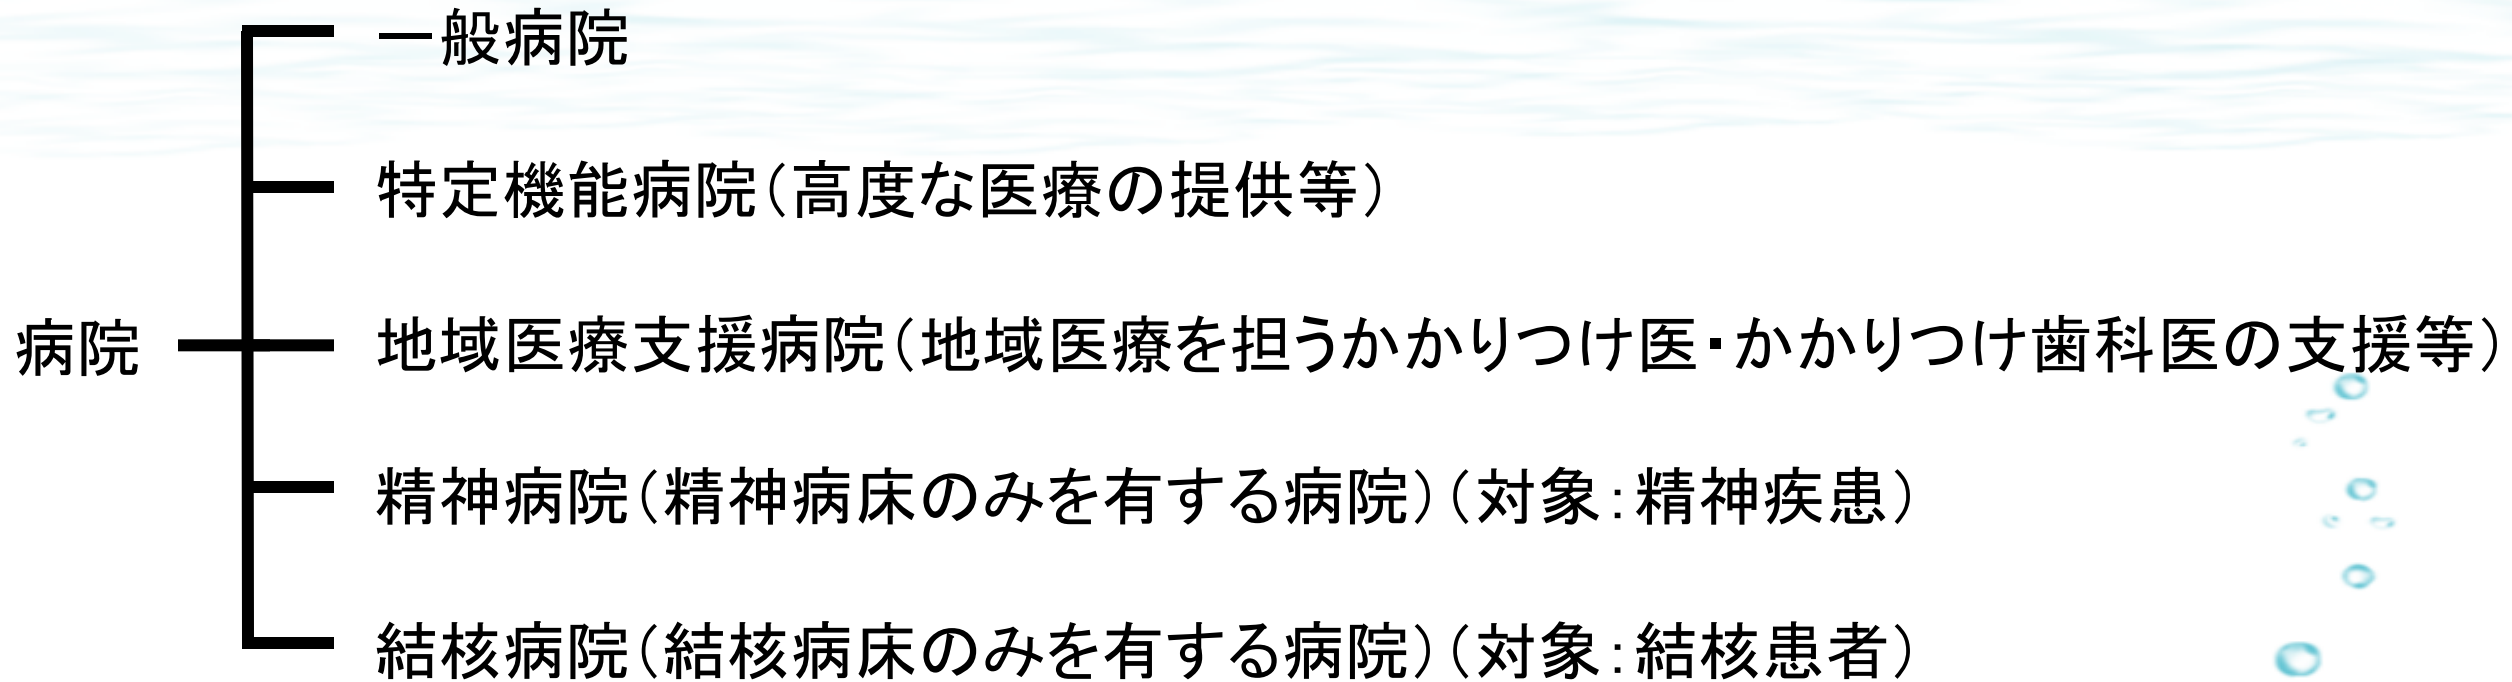 一般病院
特定機能病院(高度な医療の提供等)
病院
地域医療支援病院(地域医療を担うかかりつけ医・かかりつけ歯科医の支援等)
精神病院(精神病床のみを有する病院)(対象:精神疾患)
結核病院(結核病床のみを有する病院)(対象:結核患者)